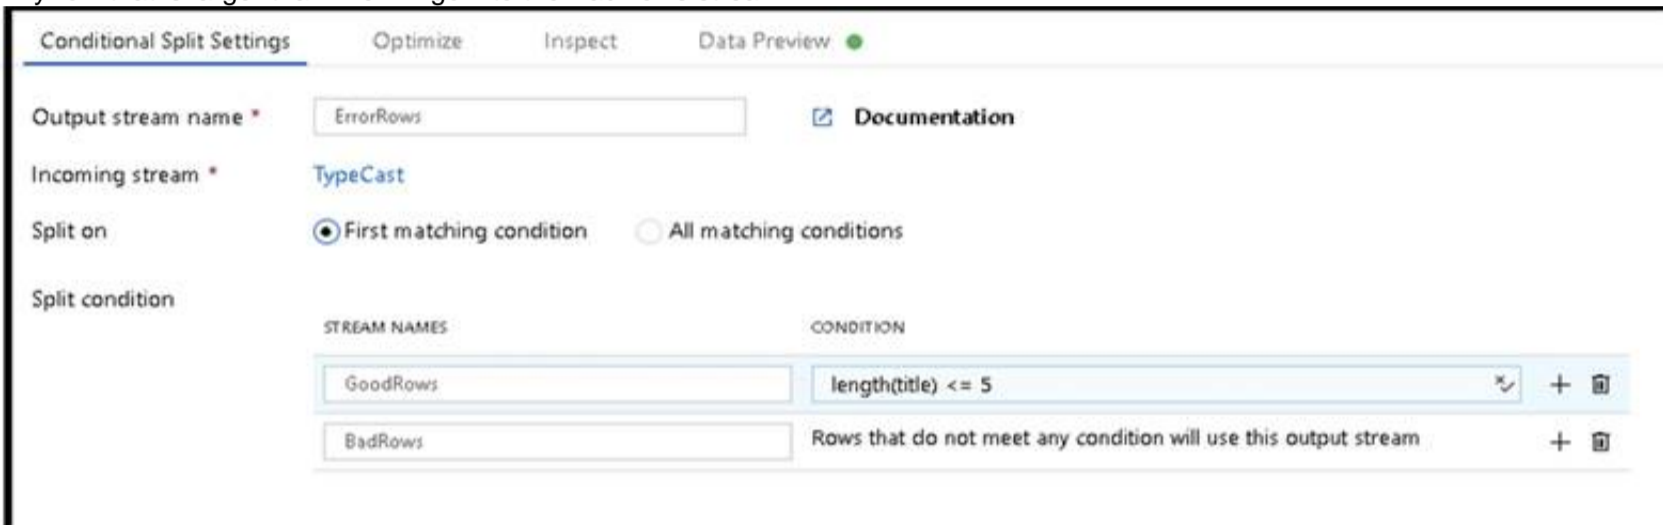 Conditional Split Settings Optimize Inspect Data Preview
Output stream name * ErrorRows Documentation
Incoming stream * TypeCast
Split on First matching condition All matching conditions
Split condition
STREAM NAMES CONDITION
GoodRows length(title) <= 5
BadRows Rows that do not meet any condition will use this output stream